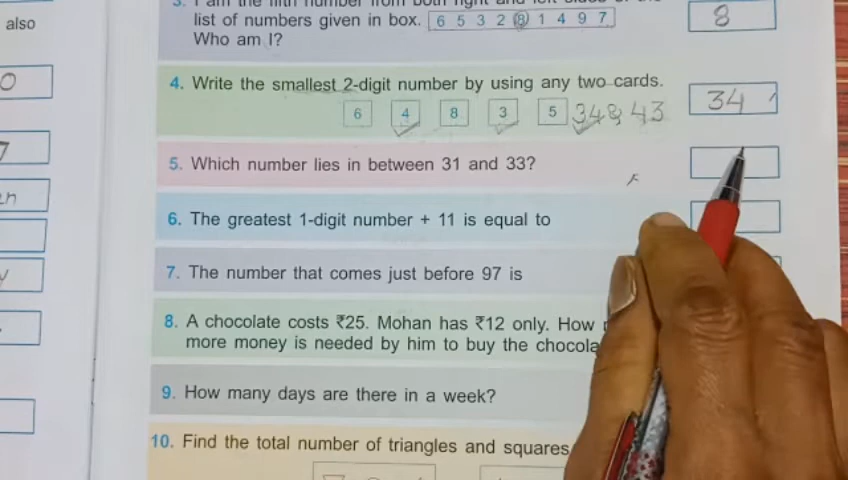 also
list of numbers given in box. 6 5 3 2 8 1 4 9 7
8
Who am I?
4. Write the smallest 2-digit number by using any two cards.
6 4 8 3 5 34 & 43
34
5. Which number lies in between 31 and 33?
6. The greatest 1-digit number + 11 is equal to
7. The number that comes just before 97 is
8. A chocolate costs ₹25. Mohan has ₹12 only. How
more money is needed by him to buy the chocola
9. How many days are there in a week?
10. Find the total number of triangles and squares